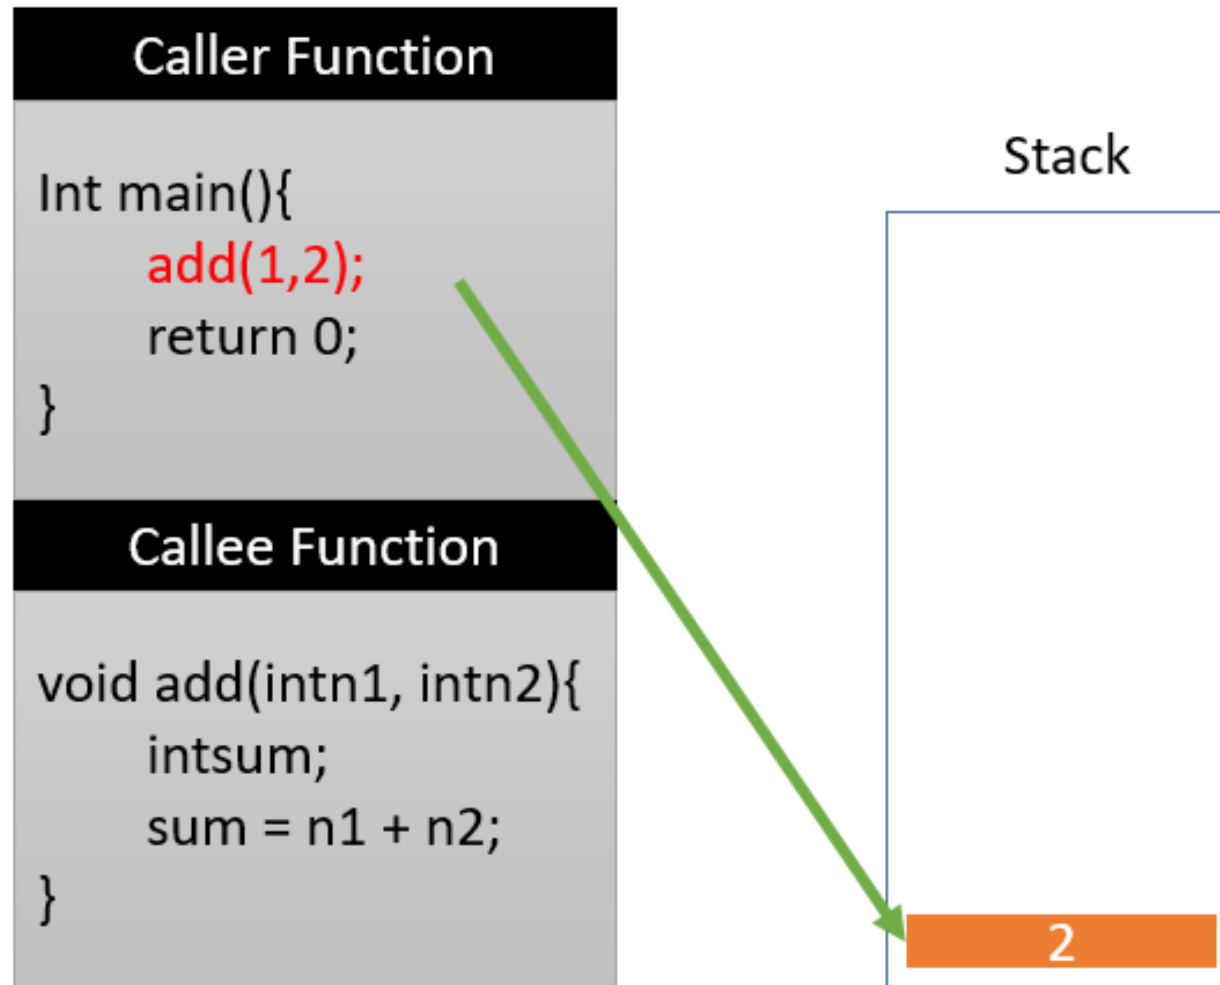 Caller Function
Int main(){
add(1,2);
return 0;
}
Callee Function
void add(intn1, intn2){
intsum;
sum = n1 + n2;
}
Stack
2